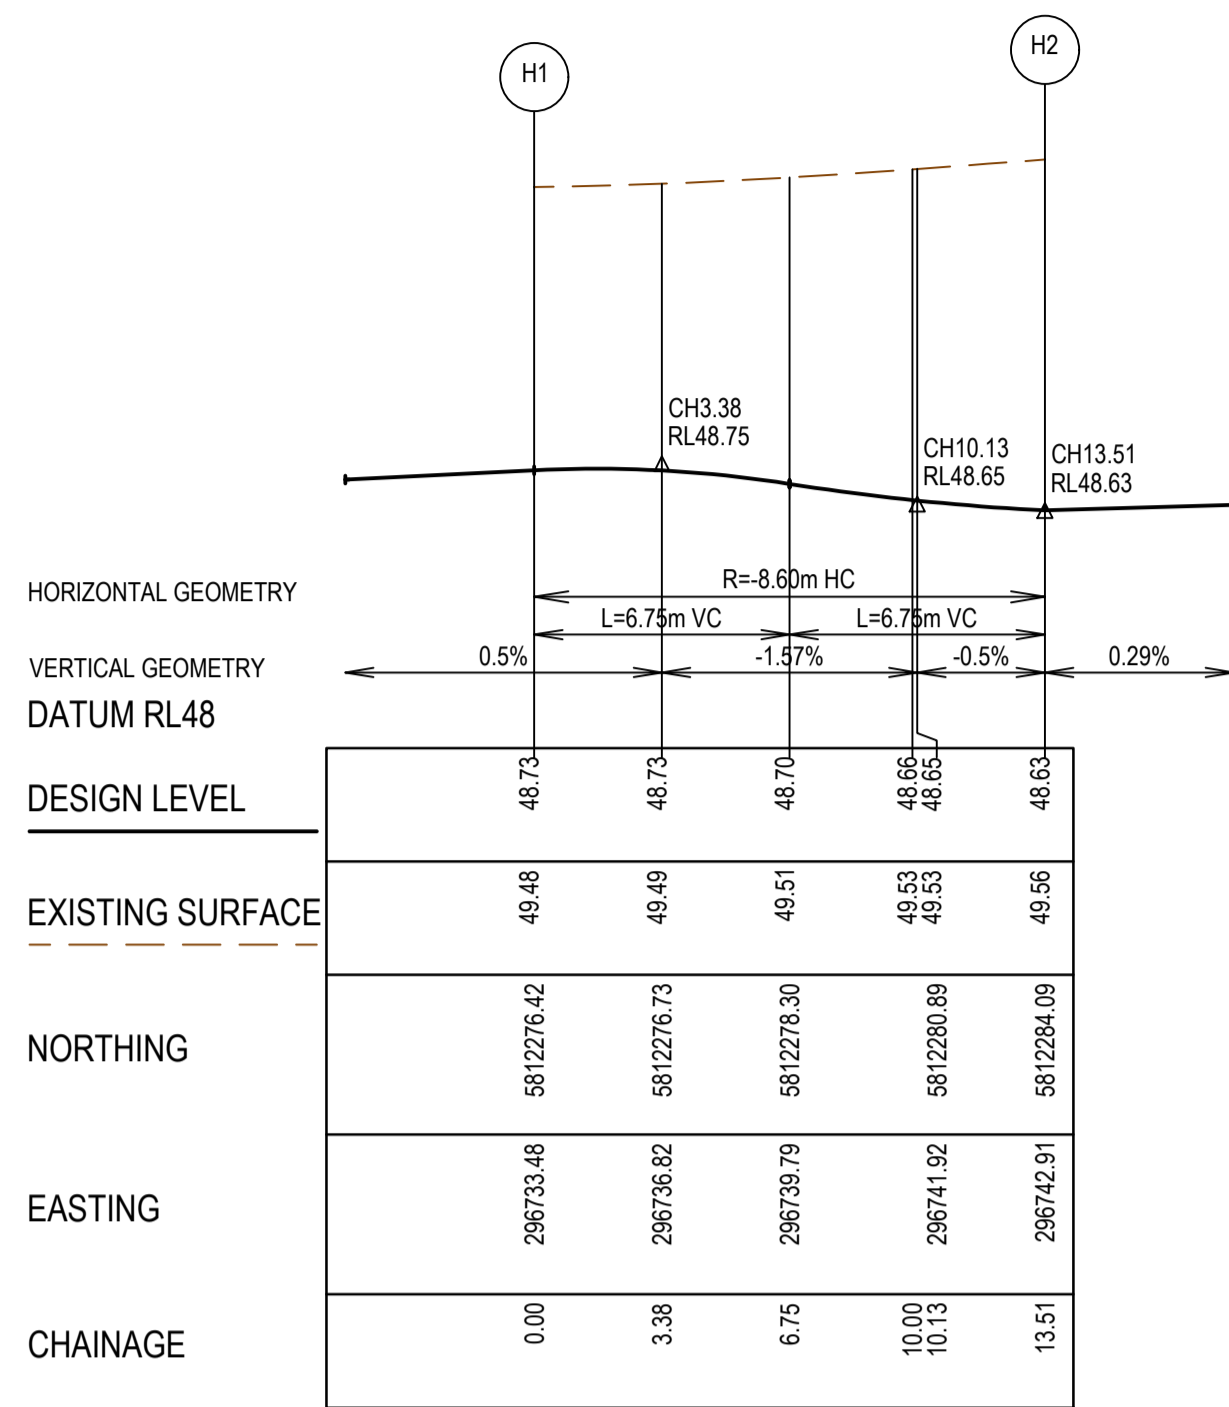 H1
H2
CH3.38
RL48.75
CH10.13
RL48.65
CH13.51
RL48.63
HORIZONTAL GEOMETRY
R=-8.60m HC
L=6.75m VC
L=6.75m VC
VERTICAL GEOMETRY
0.5%
-1.57%
-0.5%
0.29%
DATUM RL48
DESIGN LEVEL
48.73
48.73
48.70
48.66
48.65
48.63
EXISTING SURFACE
49.48
49.49
49.51
49.53
49.53
49.56
NORTHING
5812276.42
5812276.73
5812278.30
5812280.89
5812284.09
EASTING
296733.48
296736.82
296739.79
296741.92
296742.91
CHAINAGE
0.00
3.38
6.75
10.00
10.13
13.51